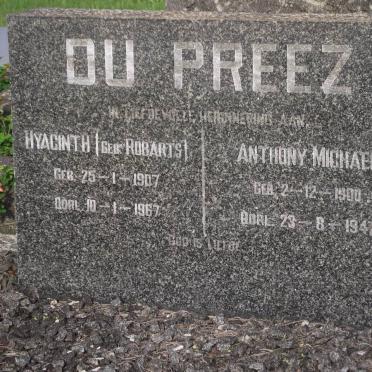 DU PREEZ
IN LIEFDEVOLLE HERINNERING AAN
HYACINTH (GEB ROBARTS)
GEB. 25-1-1907
OORL. 10-1-1967
ANTHONY MICHAEL
GEB. 2-12-1900
OORL. 23-6-194
GOD IS LIEFDE